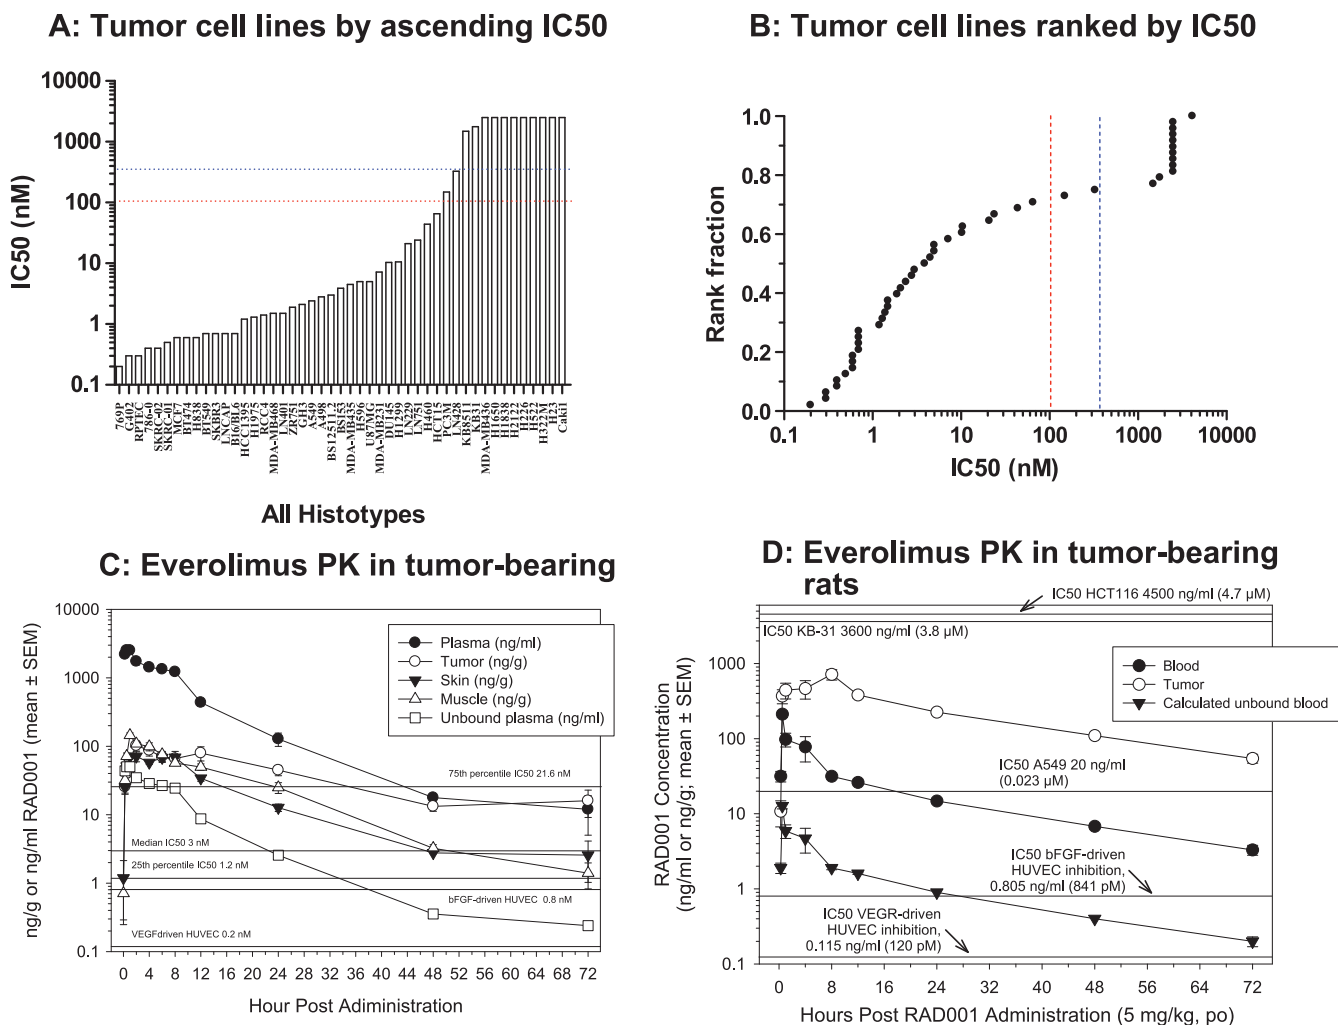 A: Tumor cell lines by ascending IC50
IC50 (nM)
10000
1000
100
10
1
0.1
769P
G402
RPTEC
786-0
SKRC-02
SKRC-01
MCF7
BT474
H838
BT549
SKBR3
LNCAP
B16/BL6
HCC1395
H1975
RCC4
MDA-MB468
LN401
ZR751
GH3
A549
A498
BS12511.2
BS153
MDA-MB435
H596
U87MG
MDA-MB231
DU145
H1299
LN229
LN751
H460
HCT15
PC3M
LN428
KB8511
KB31
MDA-MB436
H1650
H1838
H2122
H226
H522
H322M
H23
Caki1
All Histotypes
B: Tumor cell lines ranked by IC50
Rank fraction
1.0
0.8
0.6
0.4
0.2
0.0
0.1
1
10
100
1000
10000
IC50 (nM)
C: Everolimus PK in tumor-bearing
ng/g or ng/ml RAD001 (mean ± SEM)
10000
1000
100
10
1
0.1
Plasma (ng/ml)
Tumor (ng/g)
Skin (ng/g)
Muscle (ng/g)
Unbound plasma (ng/ml)
75th percentile IC50 21.6 nM
Median IC50 3 nM
25th percentile IC50 1.2 nM
bFGF-driven HUVEC 0.8 nM
VEGFdriven HUVEC 0.2 nM
0 4 8 12 16 20 24 28 32 36 40 44 48 52 56 60 64 68 72
Hour Post Administration
D: Everolimus PK in tumor-bearing
rats
RAD001 Concentration
(ng/ml or ng/g; mean ± SEM)
IC50 HCT116 4500 ng/ml (4.7 µM)
IC50 KB-31 3600 ng/ml (3.8 µM)
1000
100
10
1
0.1
Blood
Tumor
Calculated unbound blood
IC50 A549 20 ng/ml
(0.023 µM)
IC50 bFGF-driven
HUVEC inhibition,
0.805 ng/ml (841 pM)
IC50 VEGR-driven
HUVEC inhibition,
0.115 ng/ml (120 pM)
0 8 16 24 32 40 48 56 64 72
Hours Post RAD001 Administration (5 mg/kg, po)